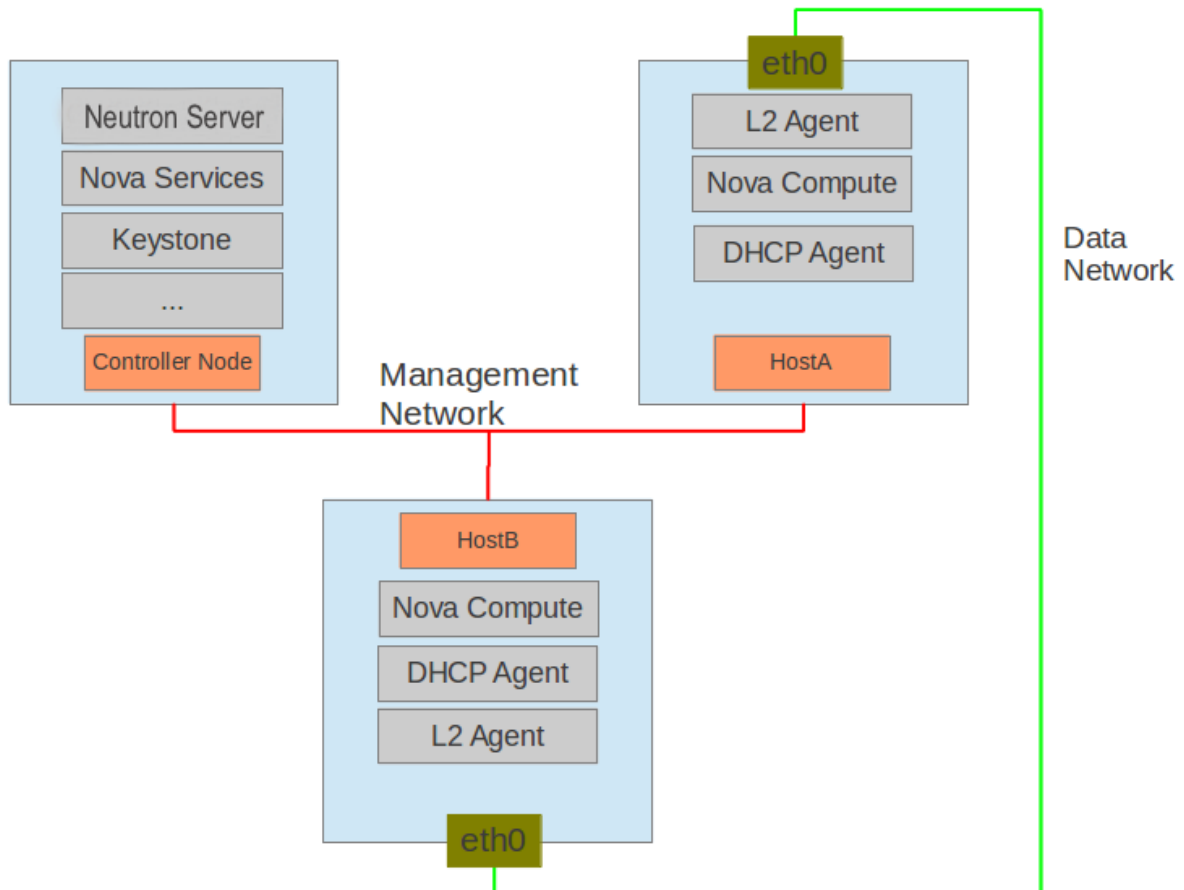 Neutron Server
Nova Services
Keystone
...
Controller Node
eth0
L2 Agent
Nova Compute
DHCP Agent
HostA
Data
Network
Management
Network
HostB
Nova Compute
DHCP Agent
L2 Agent
eth0